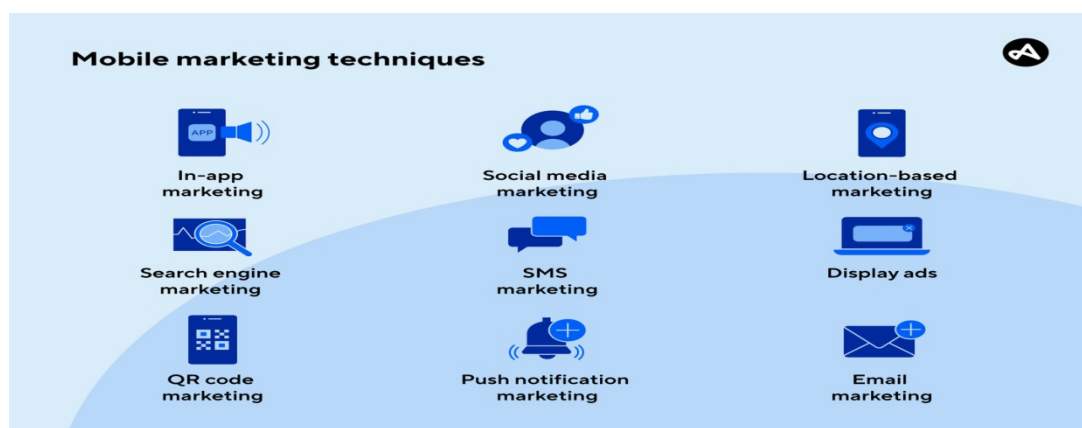 Mobile marketing techniques
APP
In-app
marketing
Social media
marketing
Location-based
marketing
Search engine
marketing
SMS
marketing
Display ads
QR code
marketing
Push notification
marketing
Email
marketing